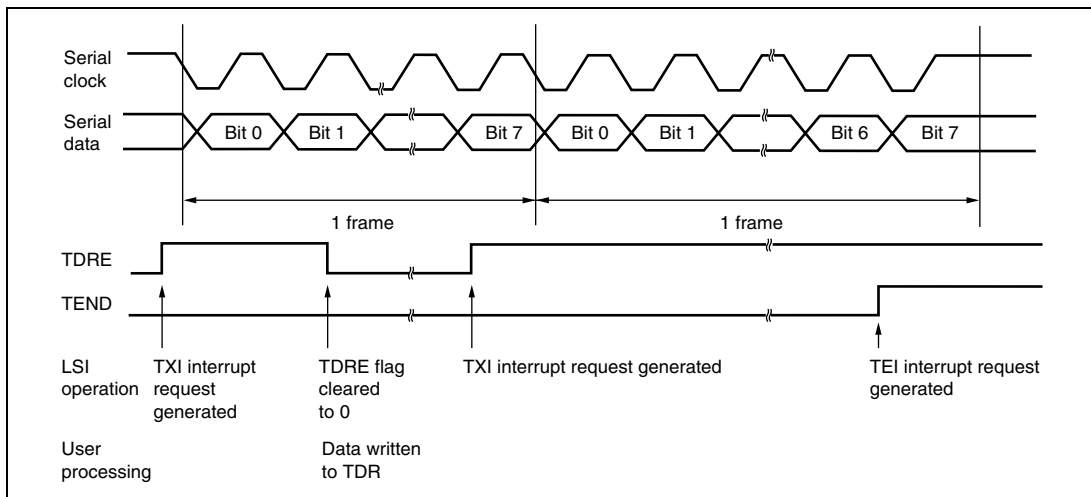 Serial
clock
Serial
data
Bit 0
Bit 1
Bit 7
Bit 0
Bit 1
Bit 6
Bit 7
1 frame
1 frame
TDRE
TEND
LSI
operation
TXI interrupt
request
generated
TDRE flag
cleared
to 0
TXI interrupt request generated
TEI interrupt request
generated
User
processing
Data written
to TDR